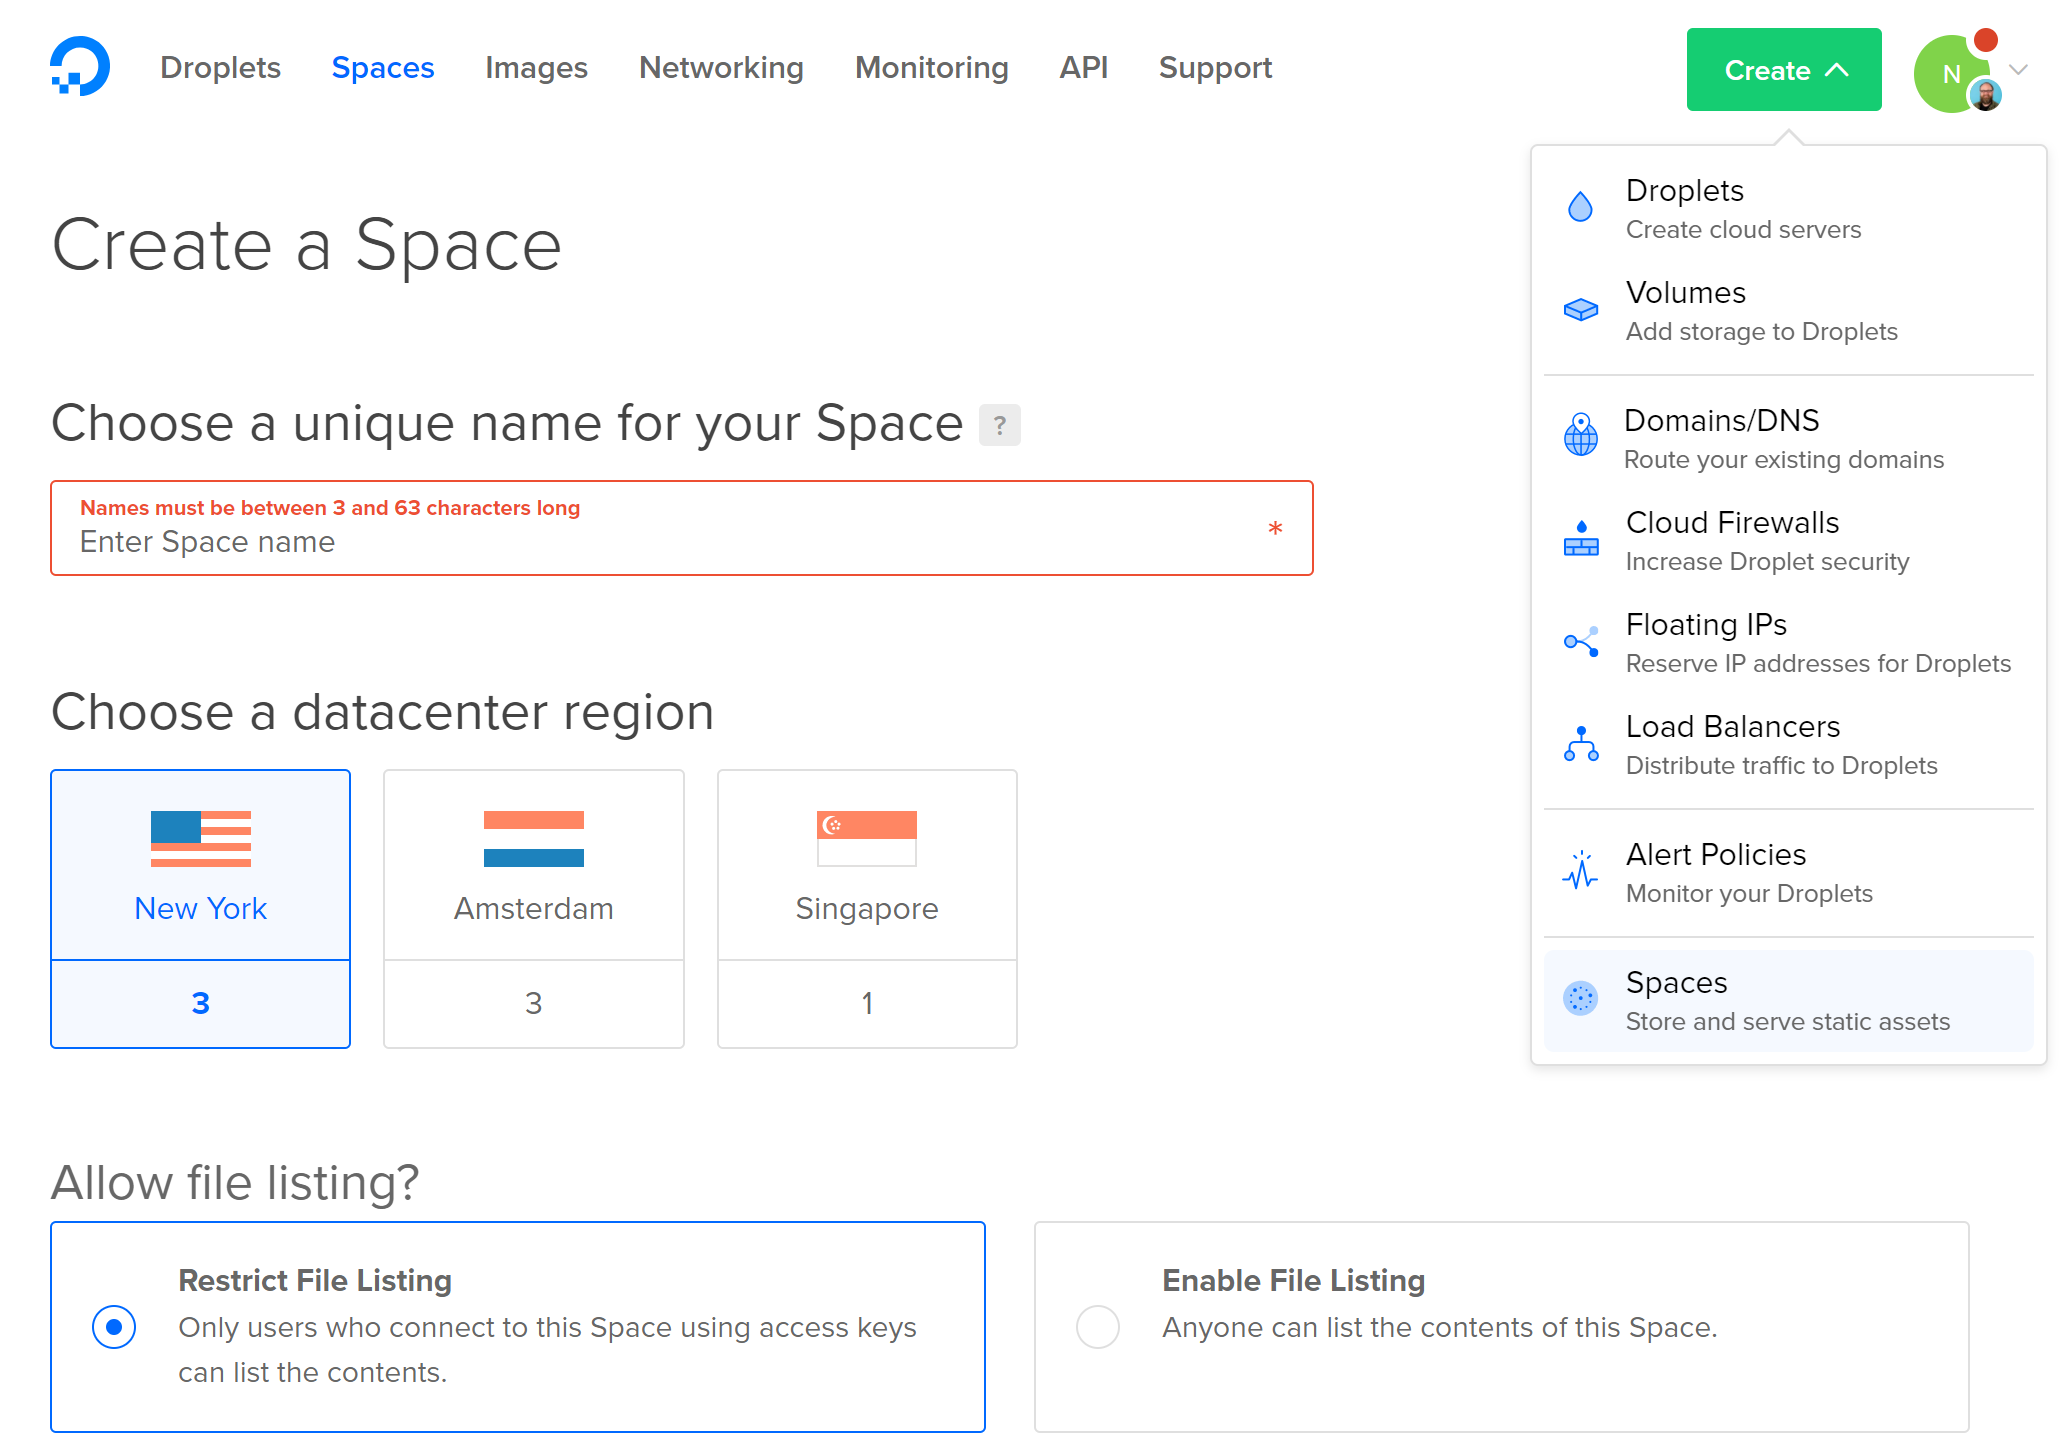 Droplets Spaces Images Networking Monitoring API Support Create N
Create a Space
Choose a unique name for your Space ?
Names must be between 3 and 63 characters long
Enter Space name *
Choose a datacenter region
New York
3
Amsterdam
3
Singapore
1
Allow file listing?
Restrict File Listing
Only users who connect to this Space using access keys
can list the contents.
Enable File Listing
Anyone can list the contents of this Space.
Droplets
Create cloud servers
Volumes
Add storage to Droplets
Domains/DNS
Route your existing domains
Cloud Firewalls
Increase Droplet security
Floating IPs
Reserve IP addresses for Droplets
Load Balancers
Distribute traffic to Droplets
Alert Policies
Monitor your Droplets
Spaces
Store and serve static assets